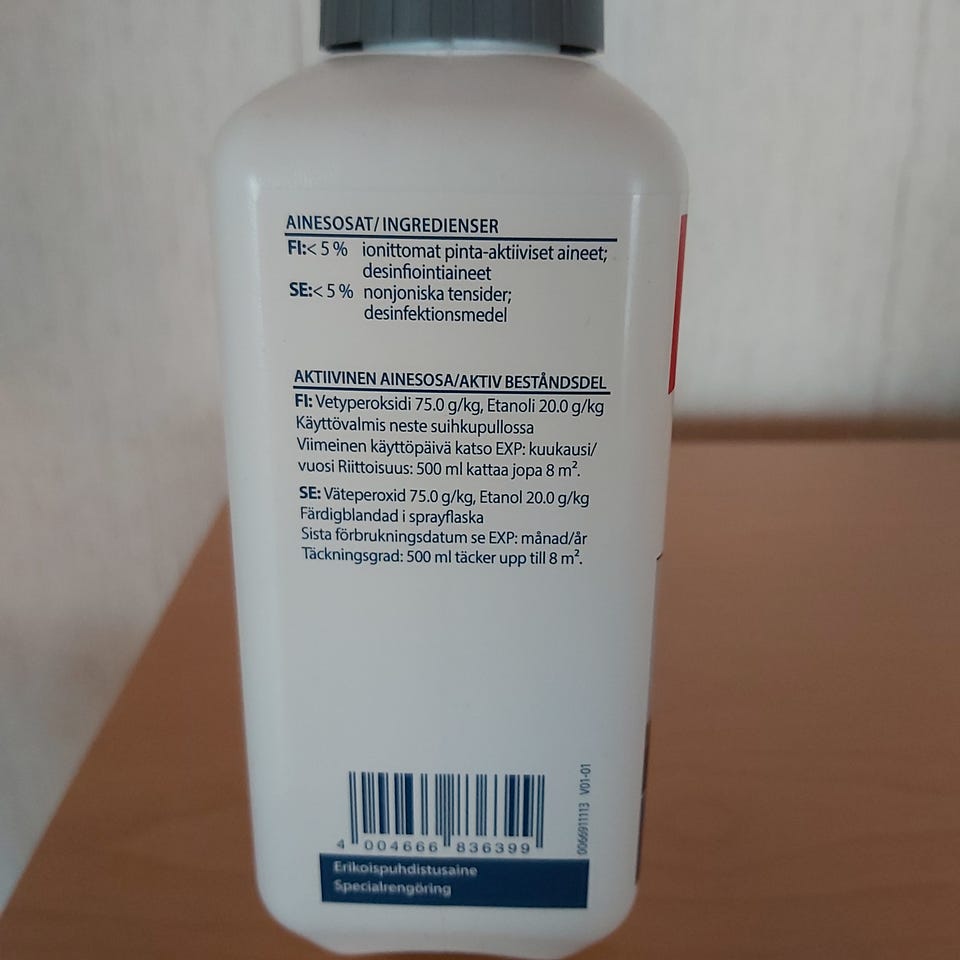 AINESOSAT/ INGREDIENSER
FI:< 5 % ionittomat pinta-aktiiviset aineet;
desinfiointiaineet
SE:< 5 % nonjoniska tensider;
desinfektionsmedel
AKTIIVINEN AINESOSA/AKTIV BESTÅNDSDEL
FI: Vetyperoksidi 75.0 g/kg, Etanoli 20.0 g/kg
Käyttövalmis neste suihkupullossa
Viimeinen käyttöpäivä katso EXP: kuukausi/
vuosi Riittoisuus: 500 ml kattaa jopa 8 m².
SE: Väteperoxid 75.0 g/kg, Etanol 20.0 g/kg
Färdigblandad i sprayflaska
Sista förbrukningsdatum se EXP: månad/år
Täckningsgrad: 500 ml täcker upp till 8 m².
0066911113 V01-01
4 004666 836399
Erikoispuhdistusaine
Specialrengöring